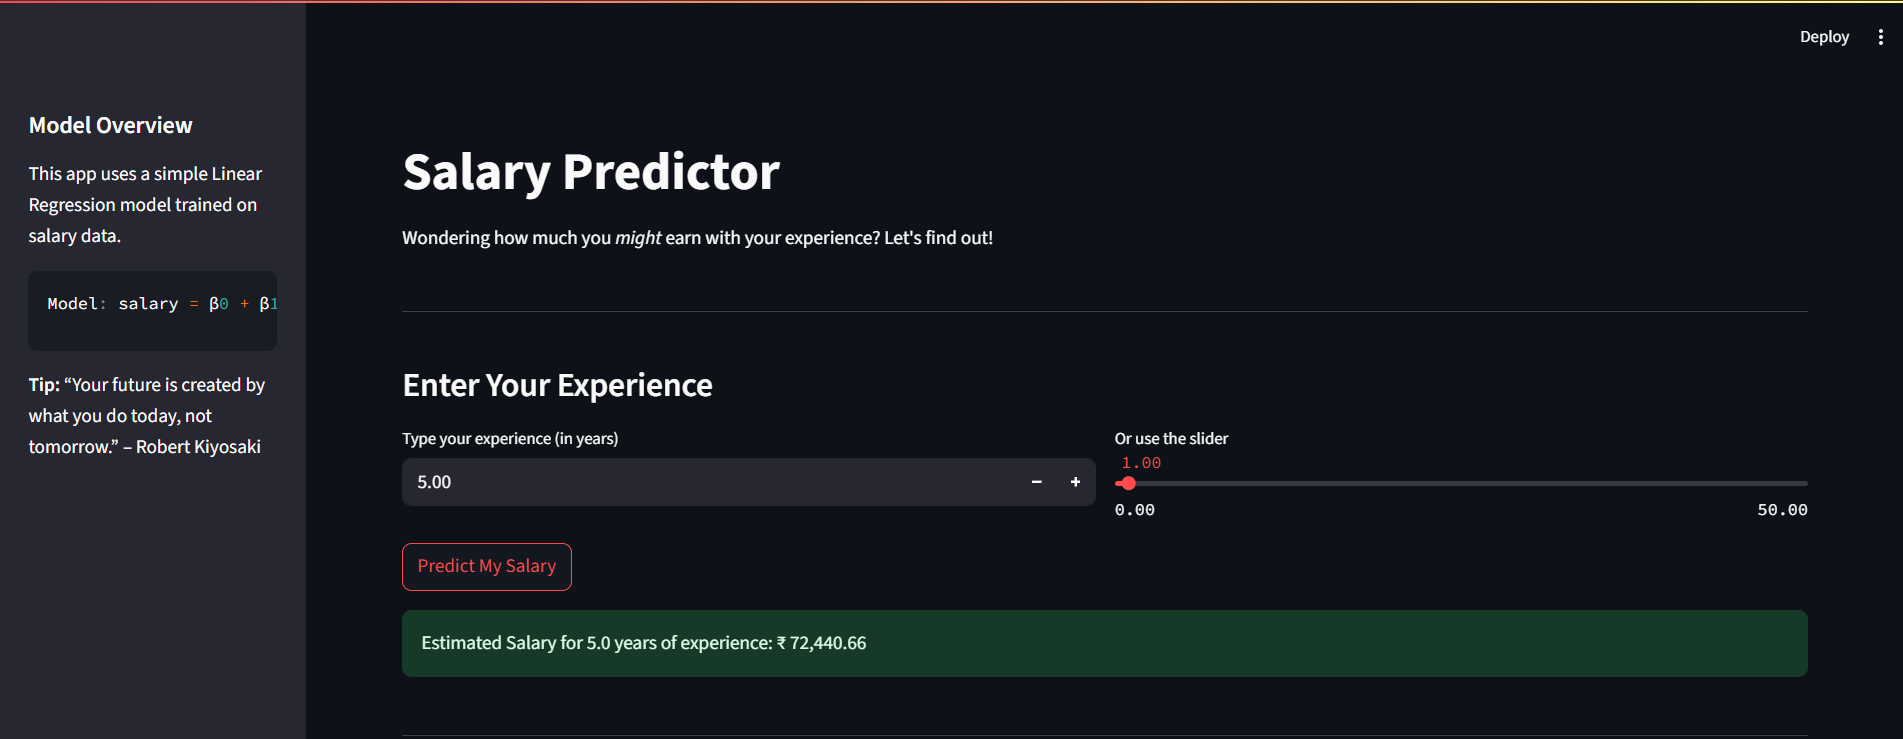 Deploy
Model Overview
This app uses a simple Linear
Regression model trained on
salary data.
Model: salary = β0 + β1
Tip: “Your future is created by
what you do today, not
tomorrow.” – Robert Kiyosaki
Salary Predictor
Wondering how much you might earn with your experience? Let's find out!
Enter Your Experience
Type your experience (in years)
5.00
Or use the slider
1.00
0.00 50.00
Predict My Salary
Estimated Salary for 5.0 years of experience: ₹ 72,440.66